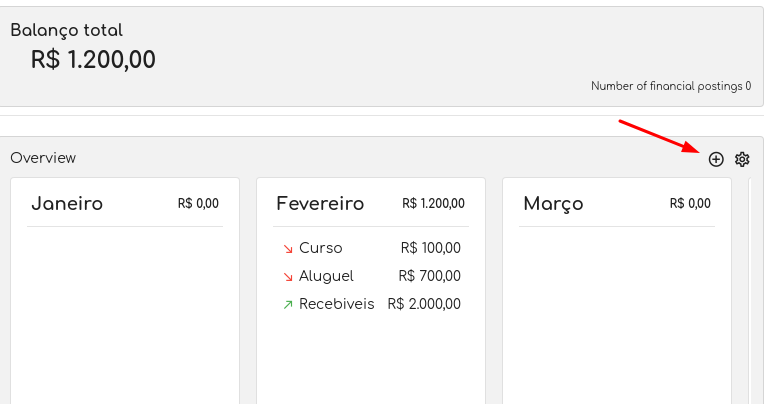 Balanço total
R$ 1.200,00
Number of financial postings 0
Overview
Janeiro R$ 0,00
Fevereiro R$ 1.200,00
Curso R$ 100,00
Aluguel R$ 700,00
Recebiveis R$ 2.000,00
Março R$ 0,00